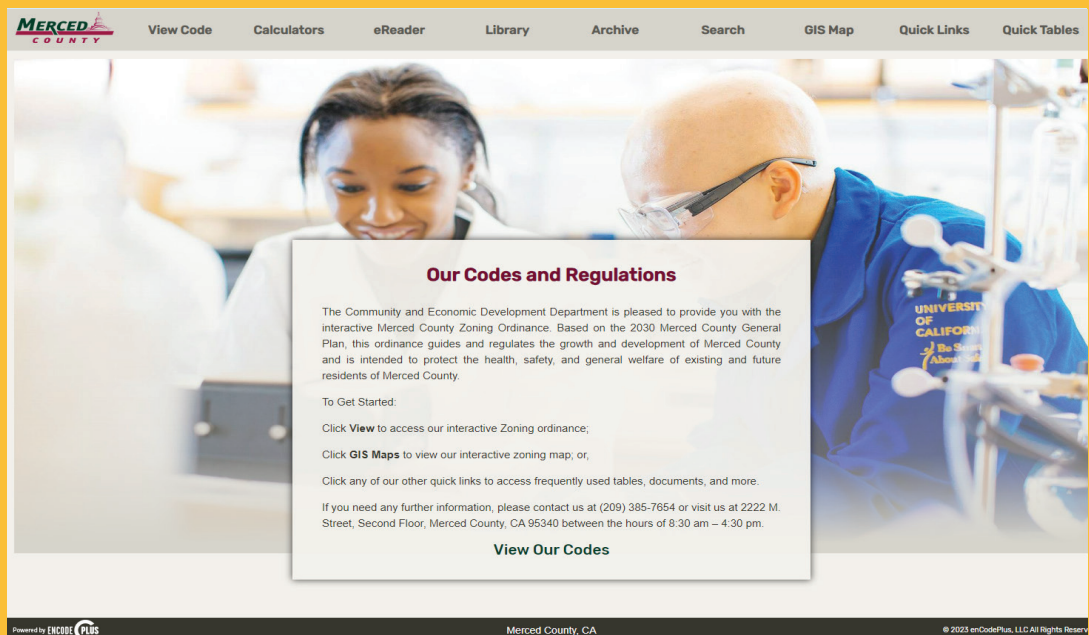 MERCED
COUNTY
View Code
Calculators
eReader
Library
Archive
Search
GIS Map
Quick Links
Quick Tables
UNIVERSITY
OF
Our Codes and Regulations
The Community and Economic Development Department is pleased to provide you with the
interactive Merced County Zoning Ordinance. Based on the 2030 Merced County General
Plan, this ordinance guides and regulates the growth and development of Merced County
and is intended to protect the health, safety, and general welfare of existing and future
residents of Merced County.
To Get Started:
Click View to access our interactive Zoning ordinance;
Click GIS Maps to view our interactive zoning map; or,
Click any of our other quick links to access frequently used tables, documents, and more.
If you need any further information, please contact us at (209) 385-7654 or visit us at 2222 M.
Street, Second Floor, Merced County, CA 95340 between the hours of 8:30 am – 4:30 pm.
View Our Codes
Powered by ENCODE PLUS
Merced County, CA
© 2023 enCodePlus, LLC All Rights Reserv